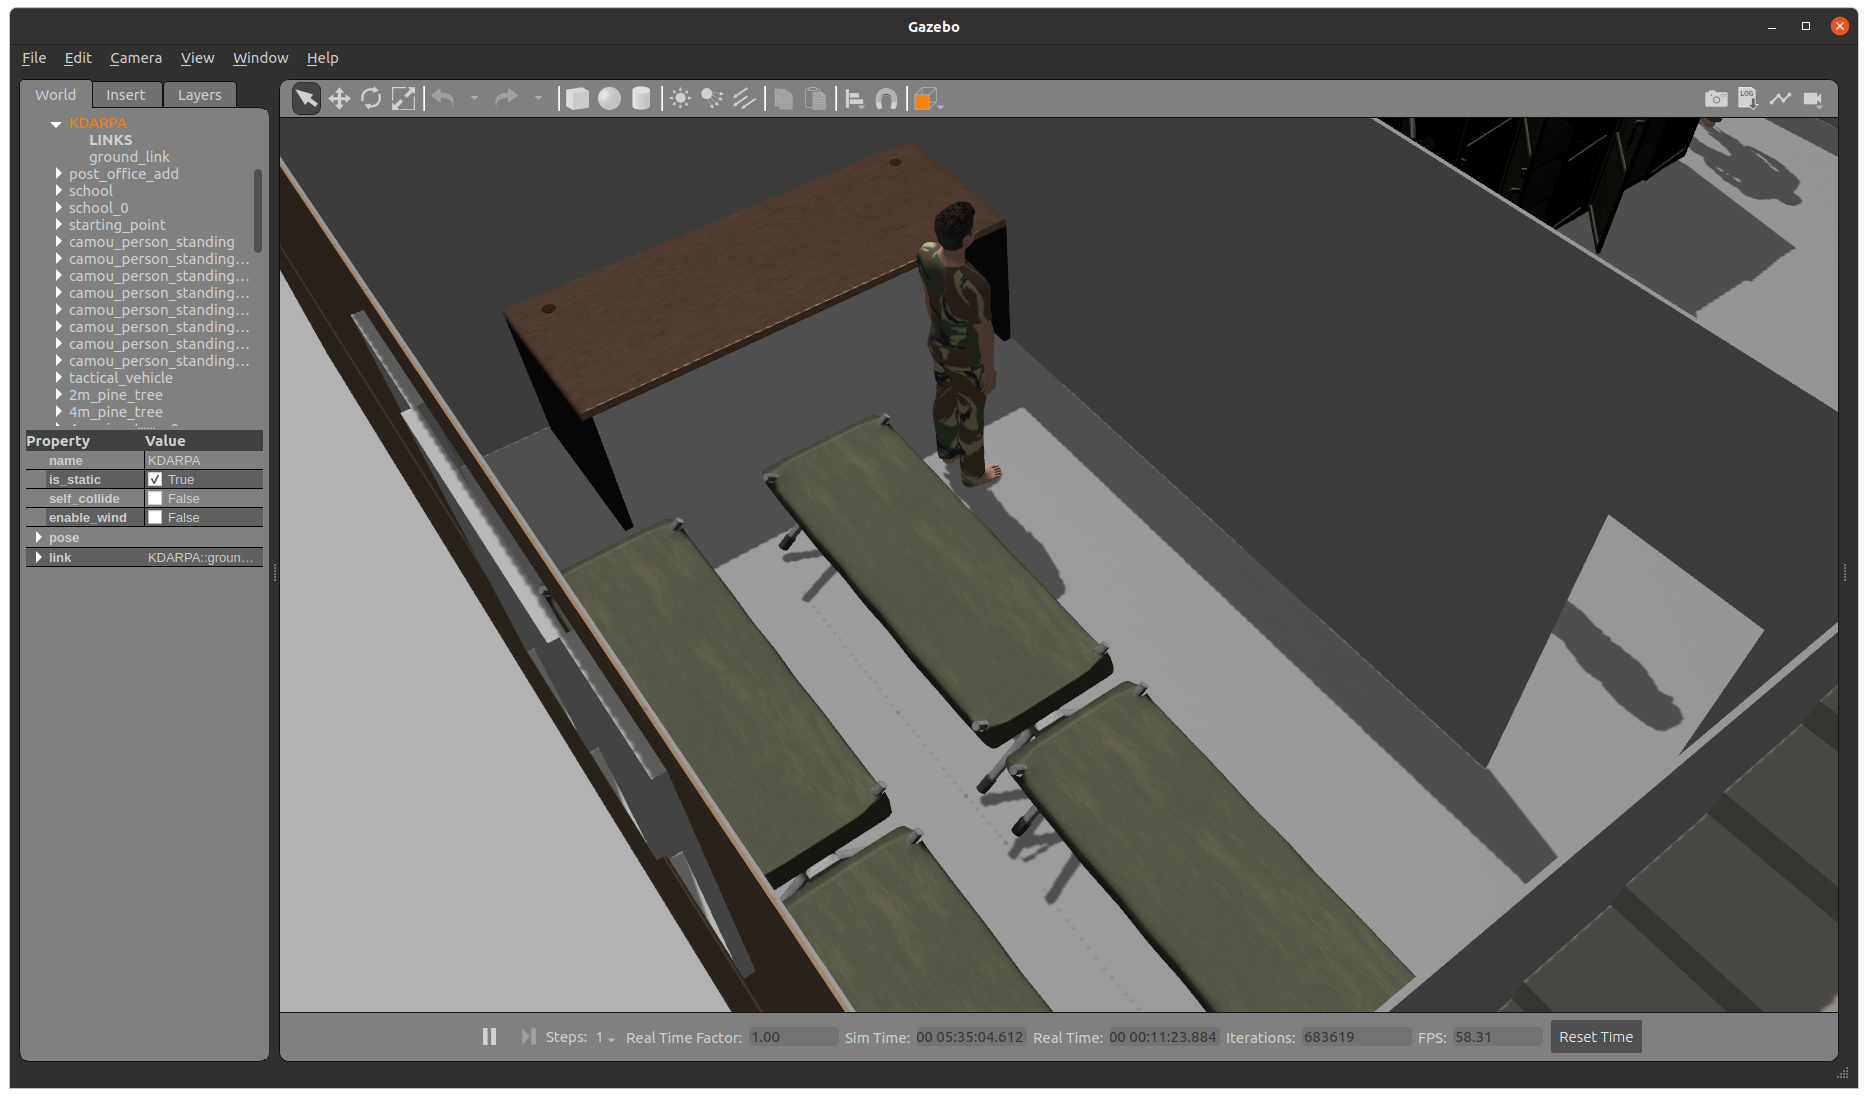 Gazebo
File Edit Camera View Window Help
World Insert Layers
LOG
KDARPA
LINKS
ground_link
post_office_add
school
school_0
starting_point
camou_person_standing
camou_person_standing...
camou_person_standing...
camou_person_standing...
camou_person_standing...
camou_person_standing...
camou_person_standing...
camou_person_standing...
tactical_vehicle
2m_pine_tree
4m_pine_tree
Property Value
name KDARPA
is_static True
self_collide False
enable_wind False
pose
link KDARPA::groun...
Steps: 1 Real Time Factor: 1.00 Sim Time: 00 05:35:04.612 Real Time: 00 00:11:23.884 Iterations: 683619 FPS: 58.31 Reset Time